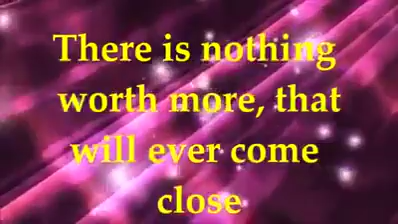 There is nothing
worth more, that
will ever come
close